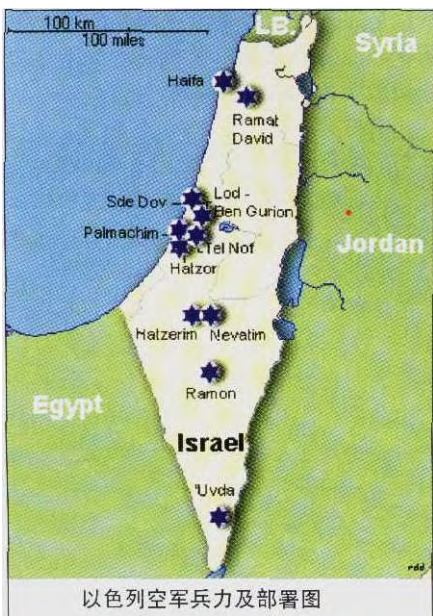 100 km
100 miles
LB.
Syria
Haifa
Ramat
David
Sde Dov
Lod -
Ben Gurion
Palmachim
Tel Nof
Hatzor
Jordan
Hatzerim
Nevatim
Ramon
Egypt
Israel
'Uvda
rdd
以色列空军兵力及部署图